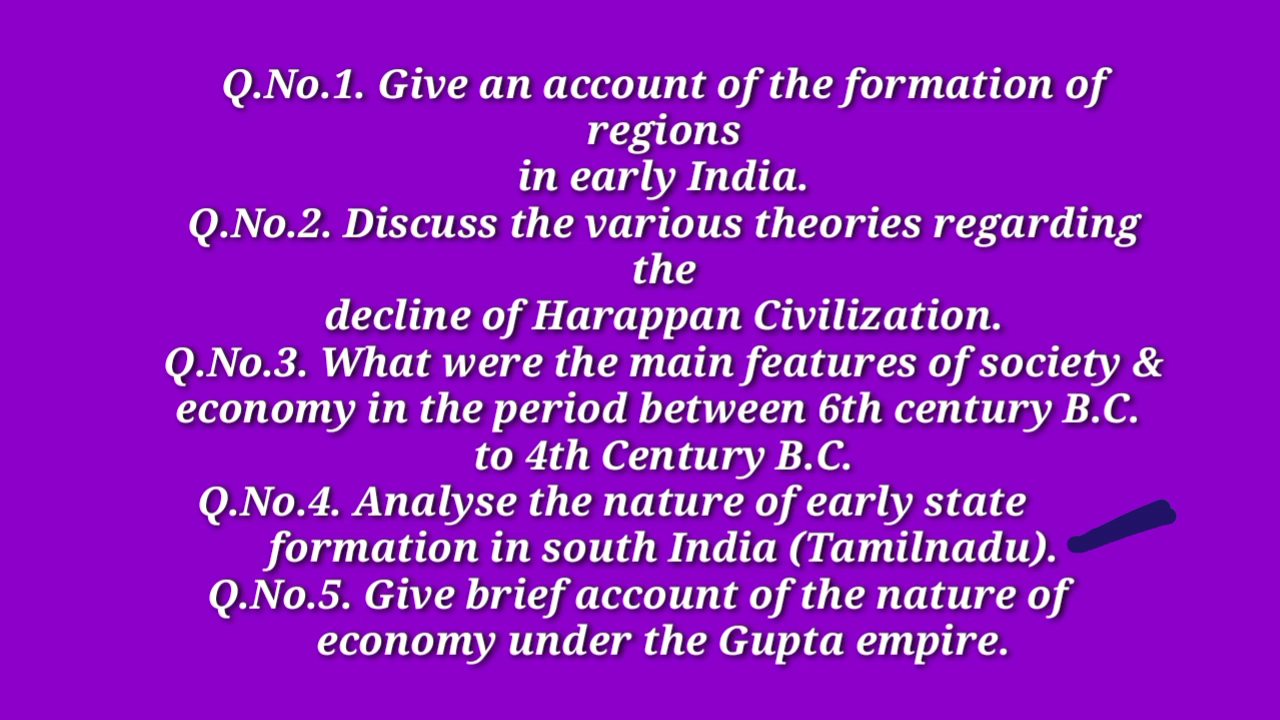 Q.No.1. Give an account of the formation of
regions
in early India.
Q.No.2. Discuss the various theories regarding
the
decline of Harappan Civilization.
Q.No.3. What were the main features of society &
economy in the period between 6th century B.C.
to 4th Century B.C.
Q.No.4. Analyse the nature of early state
formation in south India (Tamilnadu).
Q.No.5. Give brief account of the nature of
economy under the Gupta empire.